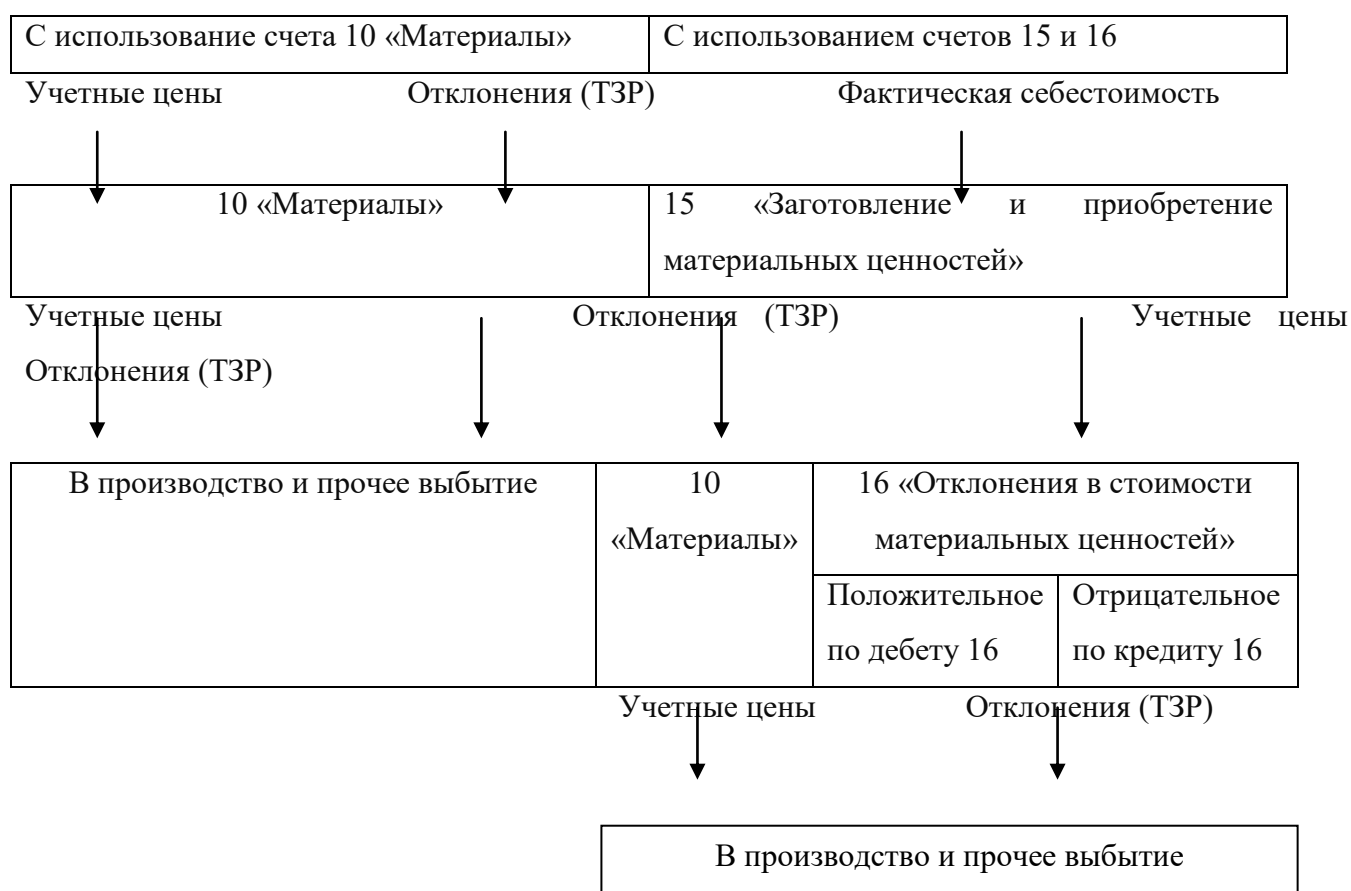 С использование счета 10 «Материалы» С использованием счетов 15 и 16
Учетные цены Отклонения (ТЗР) Фактическая себестоимость
10 «Материалы» 15 «Заготовление и приобретение
материальных ценностей»
Учетные цены Отклонения (ТЗР) Учетные цены
Отклонения (ТЗР)
В производство и прочее выбытие 10 16 «Отклонения в стоимости
«Материалы» материальных ценностей»
Положительное Отрицательное
по дебету 16 по кредиту 16
Учетные цены Отклонения (ТЗР)
В производство и прочее выбытие